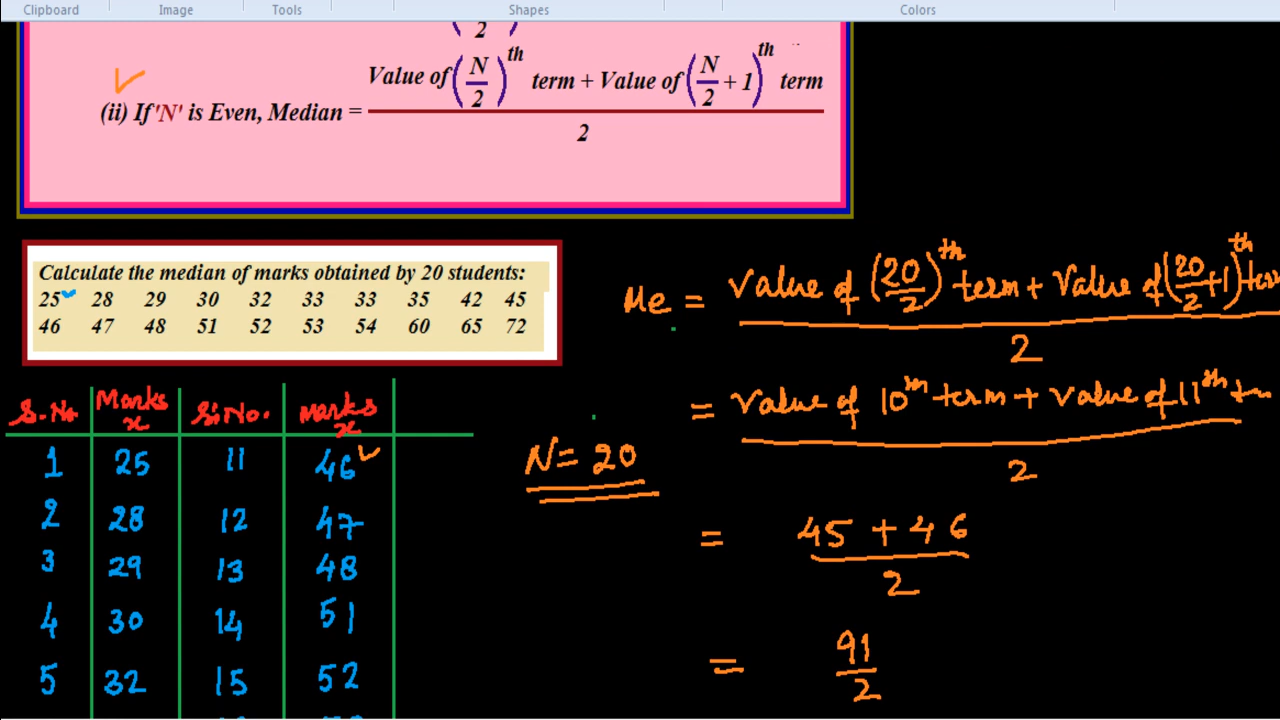 Clipboard Image Tools Shapes Colors
2
Value of (N/2)th term + Value of (N/2 + 1)th term
(ii) If 'N' is Even, Median =
2
Calculate the median of marks obtained by 20 students:
25 28 29 30 32 33 33 35 42 45
46 47 48 51 52 53 54 60 65 72
Me = Value of (20/2)th term + Value of (20/2 + 1)th
2
= Value of 10th term + Value of 11th
2
N = 20
= 45 + 46
2
= 91
2
S.No Marks x S.No. Marks x
1 25 11 46
2 28 12 47
3 29 13 48
4 30 14 51
5 32 15 52